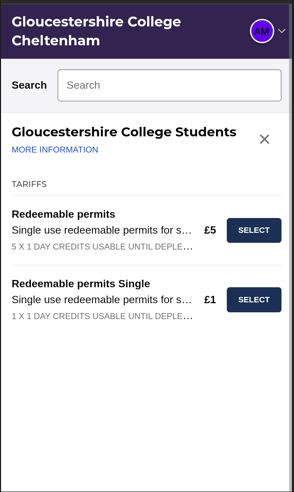 Gloucestershire College
Cheltenham
AM
Search
Search
Gloucestershire College Students
MORE INFORMATION
TARIFFS
Redeemable permits
Single use redeemable permits for s...
£5
SELECT
5 X 1 DAY CREDITS USABLE UNTIL DEPLE...
Redeemable permits Single
Single use redeemable permits for s...
£1
SELECT
1 X 1 DAY CREDITS USABLE UNTIL DEPLE...